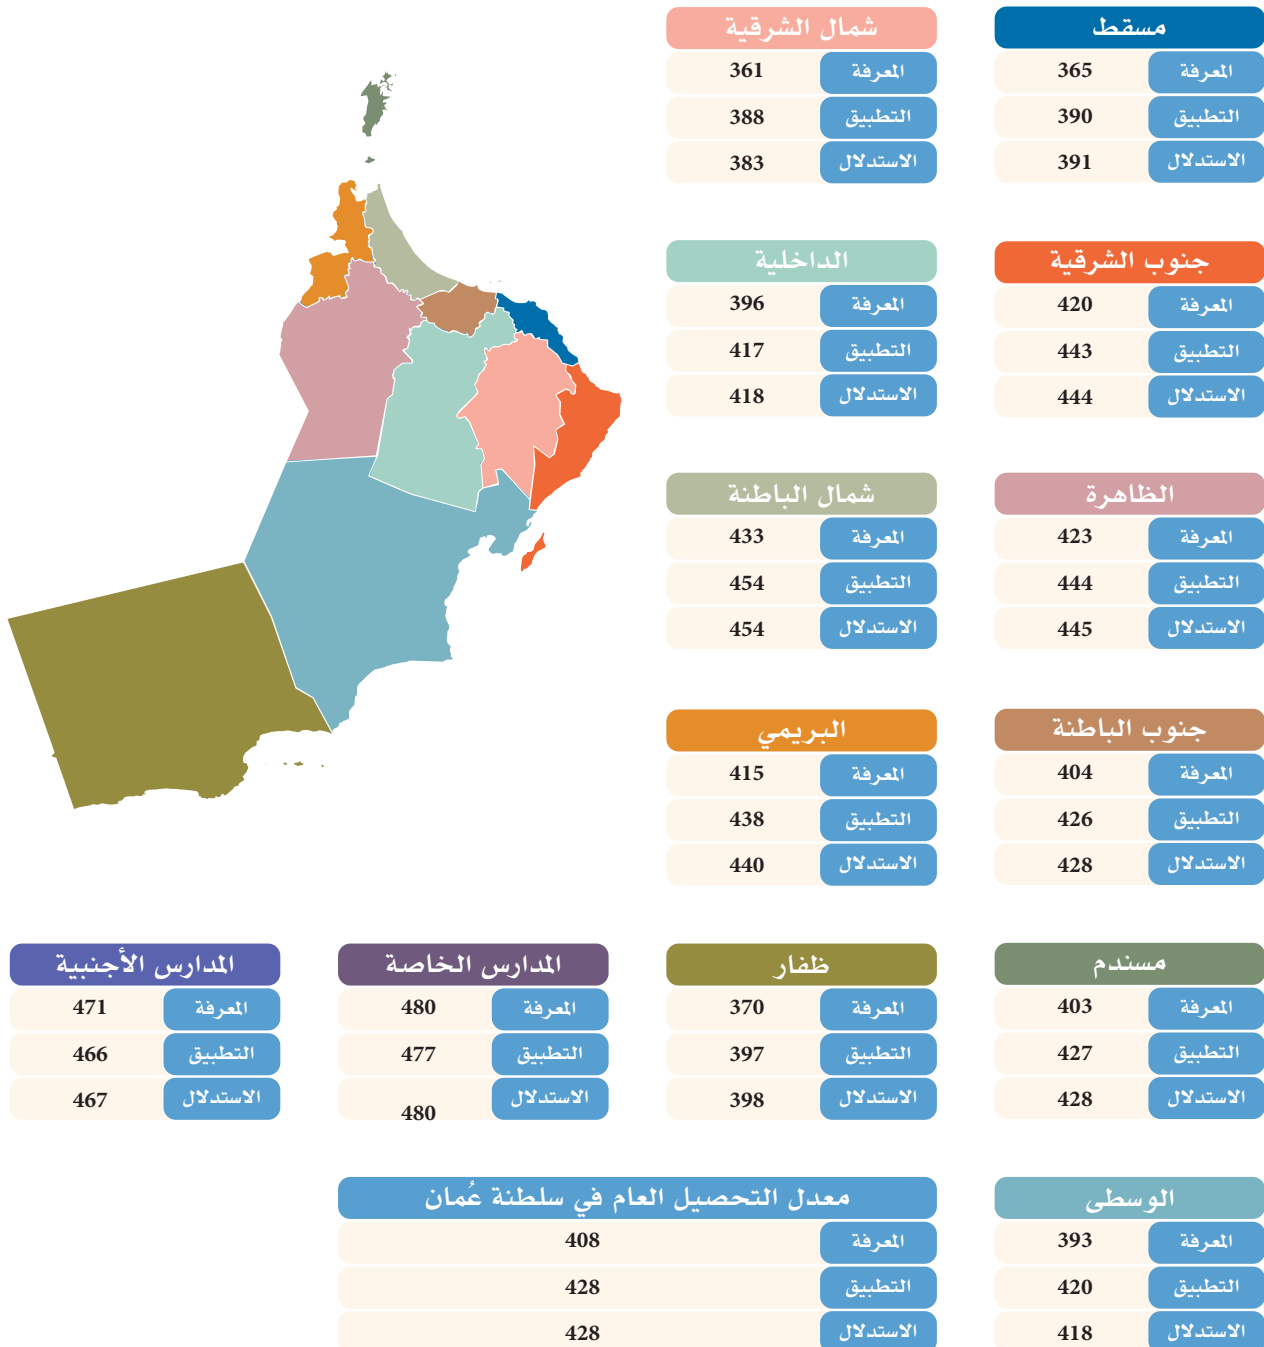 مسقط
المعرفة 365
التطبيق 390
الاستدلال 391
شمال الشرقية
المعرفة 361
التطبيق 388
الاستدلال 383
جنوب الشرقية
المعرفة 420
التطبيق 443
الاستدلال 444
الداخلية
المعرفة 396
التطبيق 417
الاستدلال 418
الظاهرة
المعرفة 423
التطبيق 444
الاستدلال 445
شمال الباطنة
المعرفة 433
التطبيق 454
الاستدلال 454
جنوب الباطنة
المعرفة 404
التطبيق 426
الاستدلال 428
البريمي
المعرفة 415
التطبيق 438
الاستدلال 440
مسندم
المعرفة 403
التطبيق 427
الاستدلال 428
ظفار
المعرفة 370
التطبيق 397
الاستدلال 398
المدارس الخاصة
المعرفة 480
التطبيق 477
الاستدلال 480
المدارس الأجنبية
المعرفة 471
التطبيق 466
الاستدلال 467
الوسطى
المعرفة 393
التطبيق 420
الاستدلال 418
معدل التحصيل العام في سلطنة عُمان
المعرفة 408
التطبيق 428
الاستدلال 428